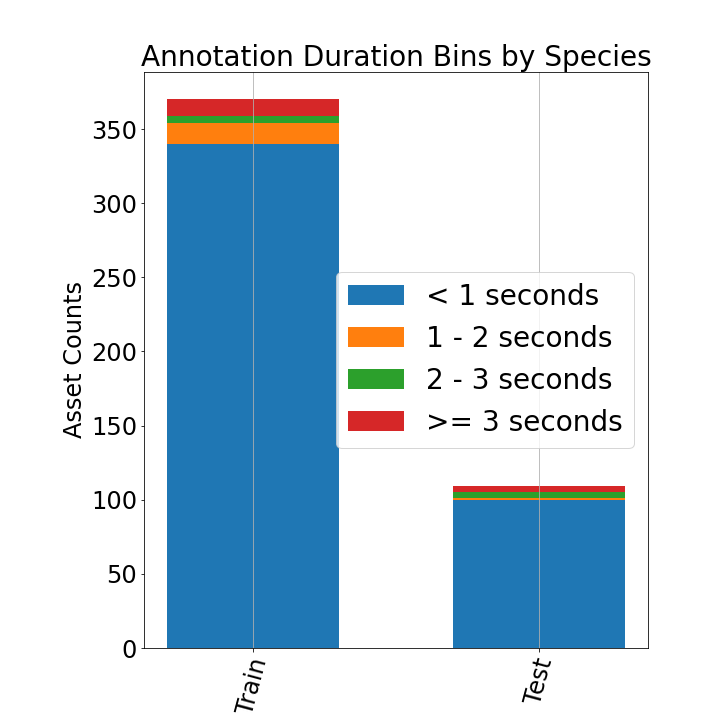 Annotation Duration Bins by Species
Asset Counts
350
300
250
200
150
100
50
0
< 1 seconds
1 - 2 seconds
2 - 3 seconds
>= 3 seconds
Train
Test